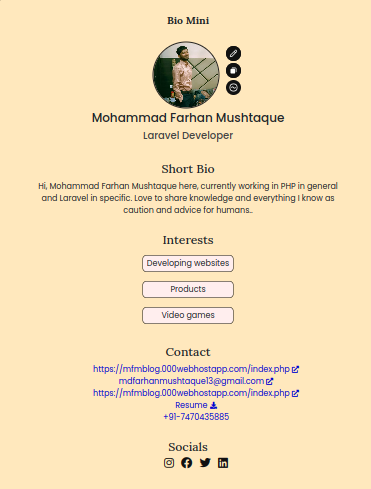 Bio Mini
Mohammad Farhan Mushtaque
Laravel Developer
Short Bio
Hi, Mohammad Farhan Mushtaque here, currently working in PHP in general
and Laravel in specific. Love to share knowledge and everything I know as
caution and advice for humans..
Interests
Developing websites
Products
Video games
Contact
https://mfmblog.000webhostapp.com/index.php
mdfarhanmushtaque13@gmail.com
https://mfmblog.000webhostapp.com/index.php
Resume
+91-7470435885
Socials